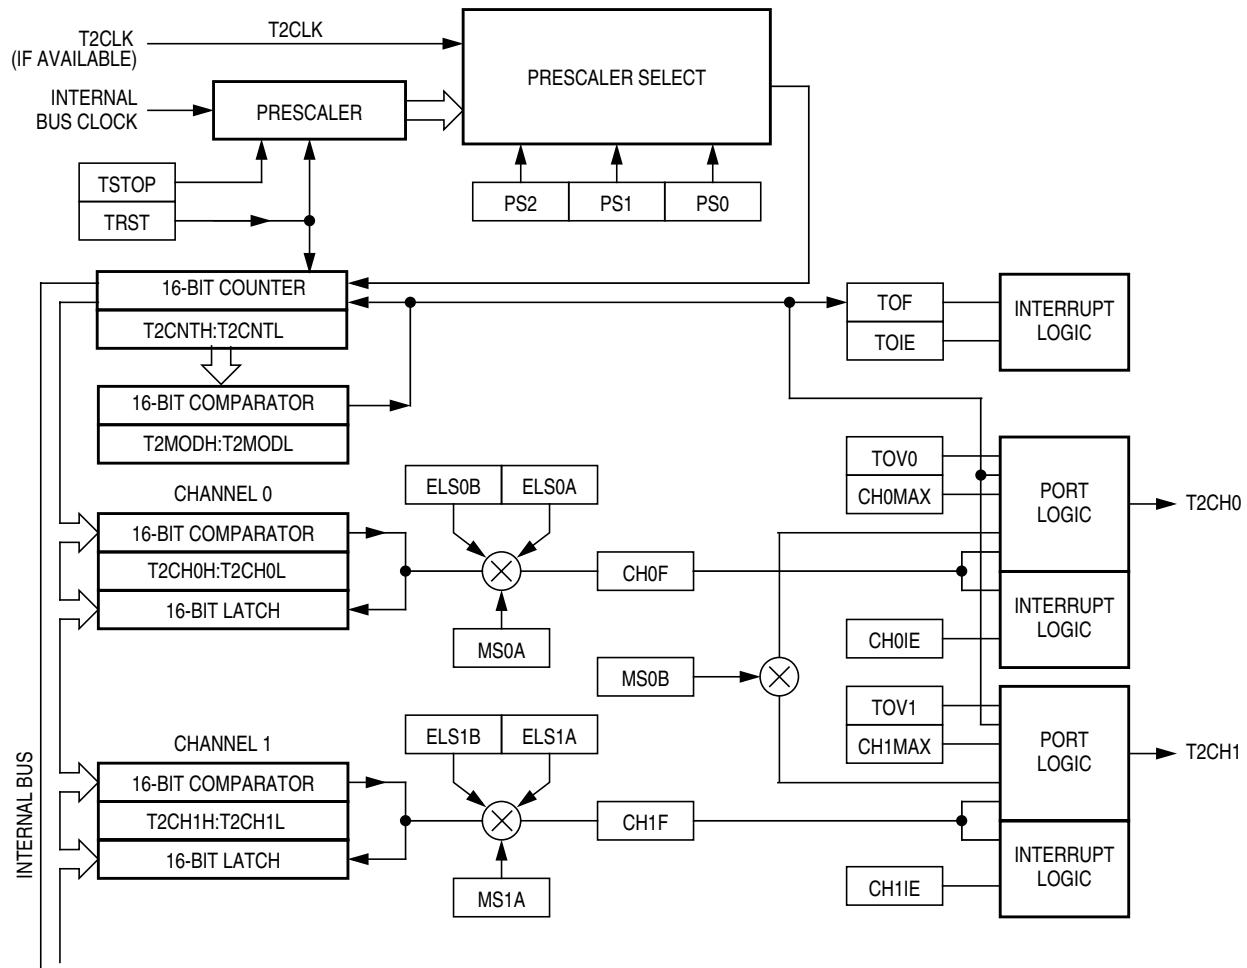 T2CLK
(IF AVAILABLE)
T2CLK
PRESCALER SELECT
INTERNAL
BUS CLOCK
PRESCALER
TSTOP
TRST
PS2
PS1
PS0
16-BIT COUNTER
T2CNTH:T2CNTL
TOF
TOIE
INTERRUPT
LOGIC
16-BIT COMPARATOR
T2MODH:T2MODL
CHANNEL 0
ELS0B
ELS0A
TOV0
CH0MAX
PORT
LOGIC
T2CH0
16-BIT COMPARATOR
T2CH0H:T2CH0L
16-BIT LATCH
CH0F
MS0A
INTERRUPT
LOGIC
CH0IE
MS0B
CHANNEL 1
ELS1B
ELS1A
TOV1
CH1MAX
PORT
LOGIC
T2CH1
INTERNAL BUS
16-BIT COMPARATOR
T2CH1H:T2CH1L
16-BIT LATCH
CH1F
MS1A
INTERRUPT
LOGIC
CH1IE